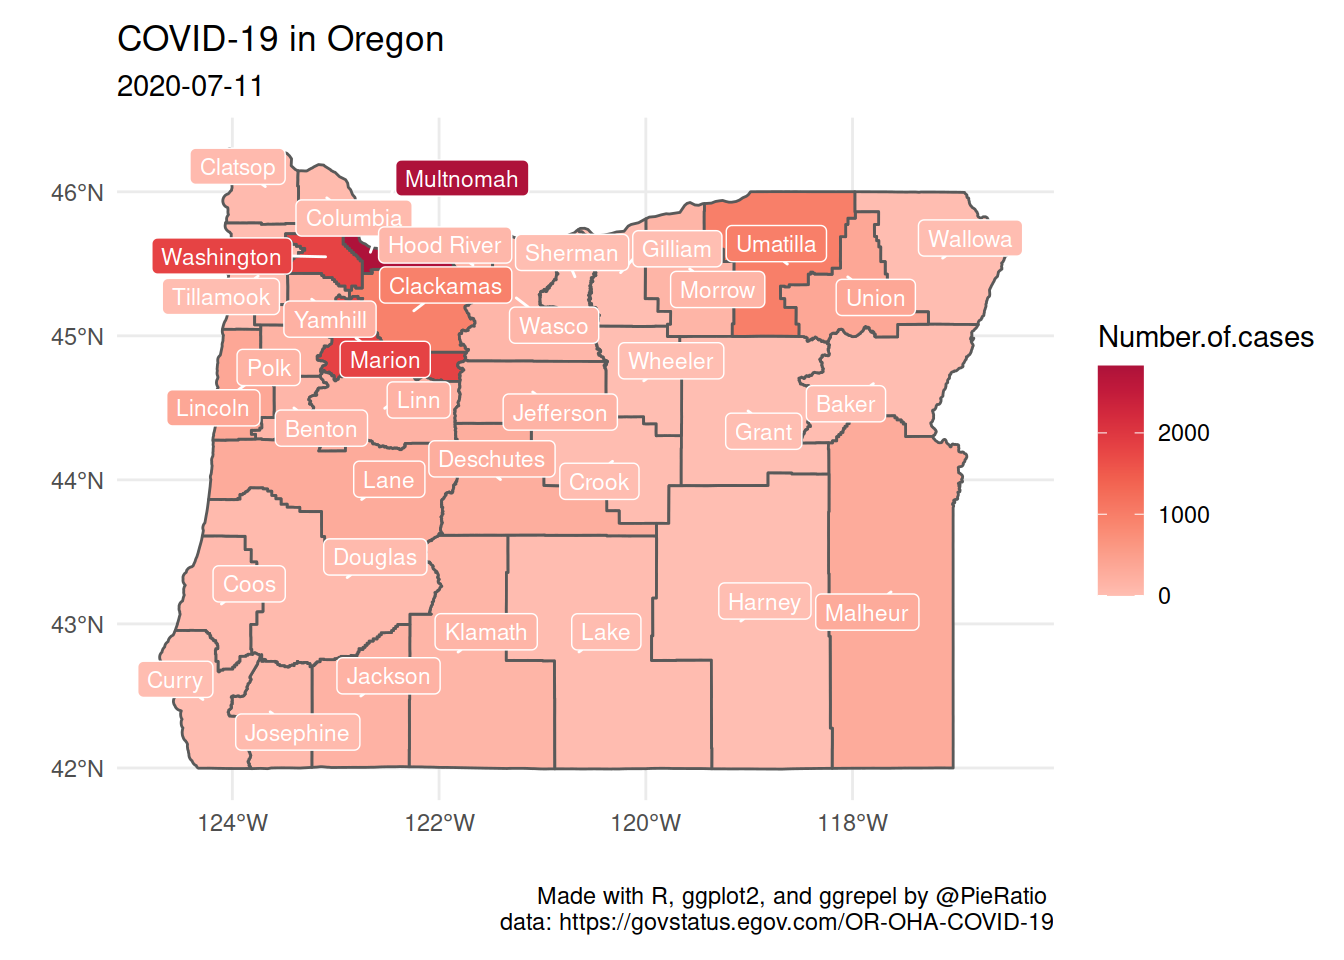 COVID-19 in Oregon
2020-07-11
46°N
45°N
44°N
43°N
42°N
124°W
122°W
120°W
118°W
Clatsop
Multnomah
Columbia
Washington
Hood River
Sherman
Gilliam
Umatilla
Wallowa
Tillamook
Clackamas
Morrow
Union
Yamhill
Wasco
Polk
Marion
Wheeler
Lincoln
Linn
Benton
Jefferson
Baker
Grant
Deschutes
Lane
Crook
Douglas
Coos
Harney
Malheur
Klamath
Lake
Curry
Jackson
Josephine
Number.of.cases
2000
1000
0
Made with R, ggplot2, and ggrepel by @PieRatio
data: https://govstatus.egov.com/OR-OHA-COVID-19